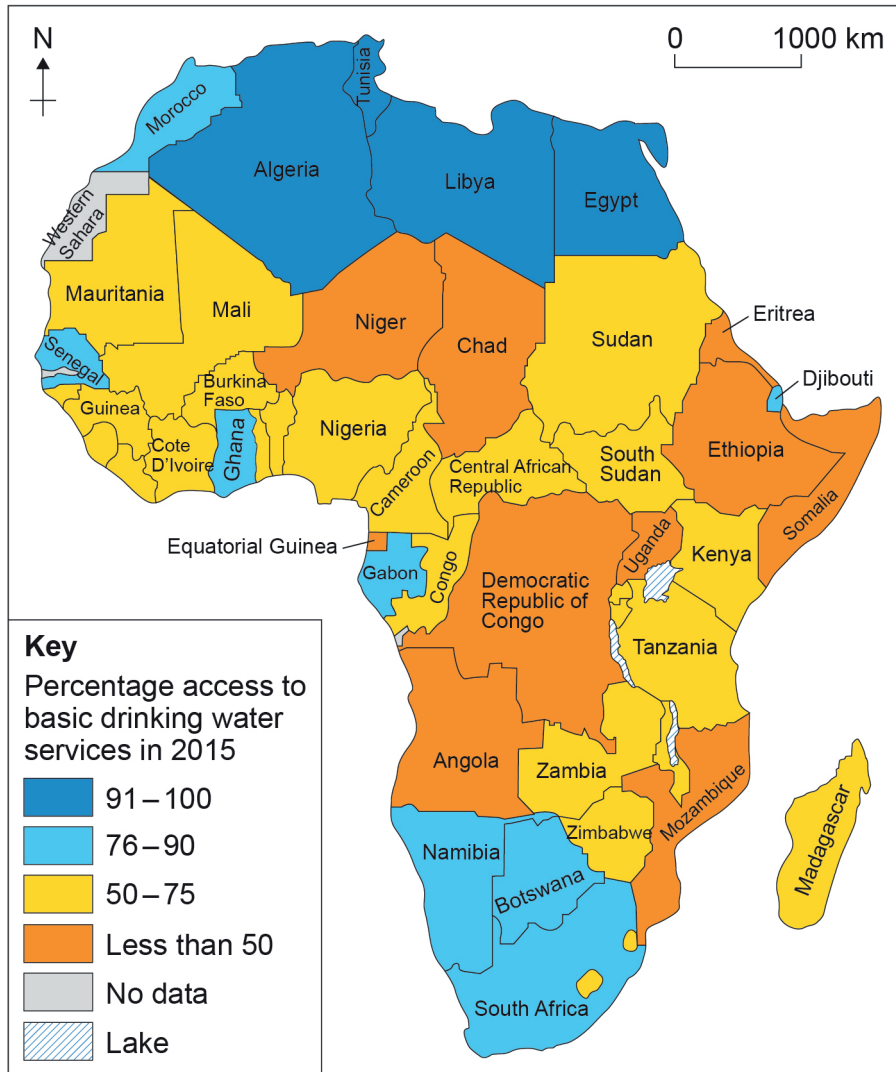 N
0 1000 km
Tunisia
Morocco
Algeria
Libya
Egypt
Western
Sahara
Mauritania
Mali
Niger
Chad
Sudan
Eritrea
Senegal
Djibouti
Burkina
Faso
Guinea
Nigeria
Ghana
Cote
D'Ivoire
Cameroon
Central African
Republic
South
Sudan
Ethiopia
Somalia
Equatorial Guinea
Gabon
Congo
Democratic
Republic of
Congo
Uganda
Kenya
Tanzania
Angola
Zambia
Mozambique
Zimbabwe
Madagascar
Namibia
Botswana
South Africa
Key
Percentage access to
basic drinking water
services in 2015
91 – 100
76 – 90
50 – 75
Less than 50
No data
Lake